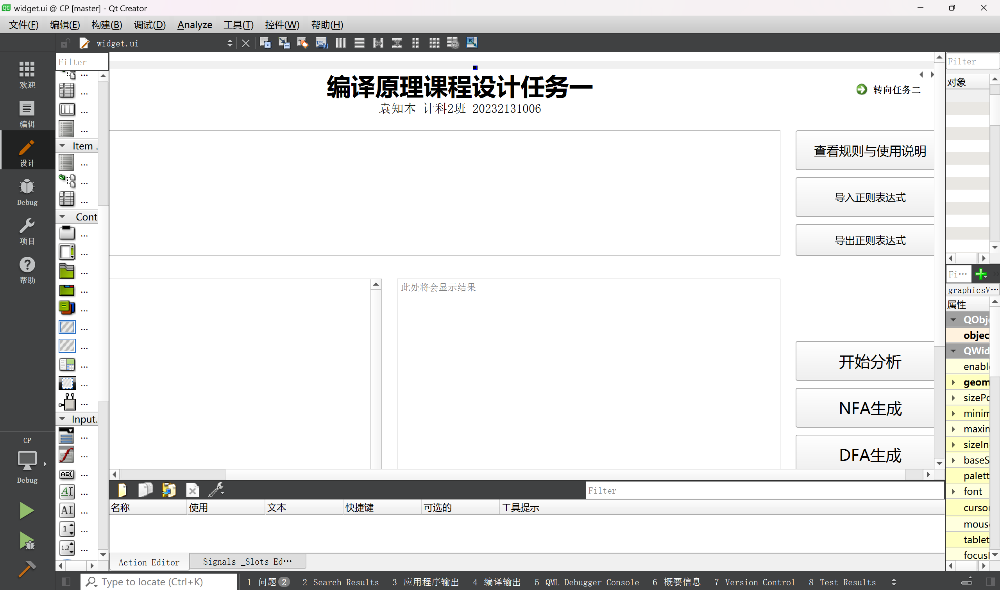 widget.ui @ CP [master] - Qt Creator
文件(F) 编辑(E) 构建(B) 调试(D) Analyze 工具(T) 控件(W) 帮助(H)
widget.ui
Filter
欢迎
编辑
设计
Debug
项目
帮助
CP
Debug
...
...
...
...
Item .
...
...
...
Cont
...
...
...
...
...
...
...
...
...
...
Input.
...
...
...
...
...
...
...
编译原理课程设计任务一
袁知本 计科2班 20232131006
转向任务二
查看规则与使用说明
导入正则表达式
导出正则表达式
此处将会显示结果
开始分析
NFA生成
DFA生成
Filter
名称 使用 文本 快捷键 可选的 工具提示
Action Editor Signals _Slots Ed…
Filter
对象
Fi…
graphicsV…
属性
QObj
objec
QWid
enabl
geom
sizePo
minim
maxin
sizeIn
baseS
palett
font
curso
mous
tablet
focus
Type to locate (Ctrl+K) 1 问题 2 2 Search Results 3 应用程序输出 4 编译输出 5 QML Debugger Console 6 概要信息 7 Version Control 8 Test Results